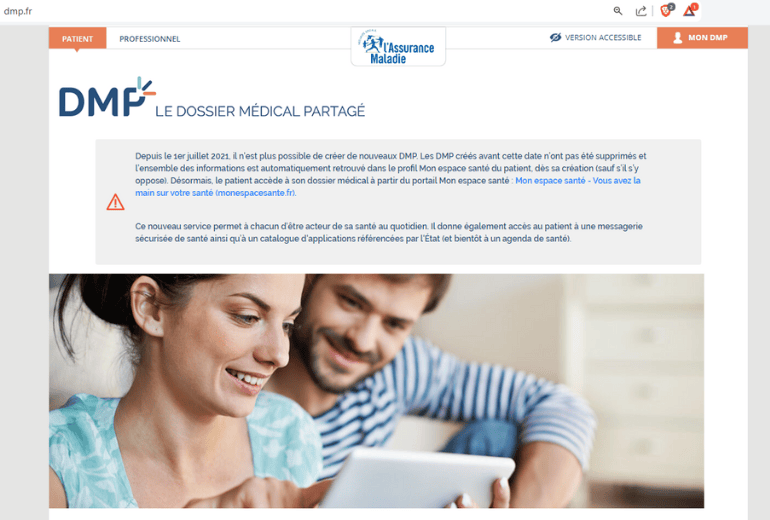 dmp.fr
PATIENT
PROFESSIONNEL
l'Assurance
Maladie
VERSION ACCESSIBLE
MON DMP
DMP LE DOSSIER MÉDICAL PARTAGÉ
Depuis le 1er juillet 2021, il n'est plus possible de créer de nouveaux DMP. Les DMP créés avant cette date n'ont pas été supprimés et
l'ensemble des informations est automatiquement retrouvé dans le profil Mon espace santé du patient, dès sa création (sauf s'il s'y
oppose). Désormais, le patient accède à son dossier médical à partir du portail Mon espace santé : Mon espace santé - Vous avez la
main sur votre santé (monespacesante.fr).
Ce nouveau service permet à chacun d'être acteur de sa santé au quotidien. Il donne également accès au patient à une messagerie
sécurisée de santé ainsi qu'à un catalogue d'applications référencées par l'État (et bientôt à un agenda de santé).